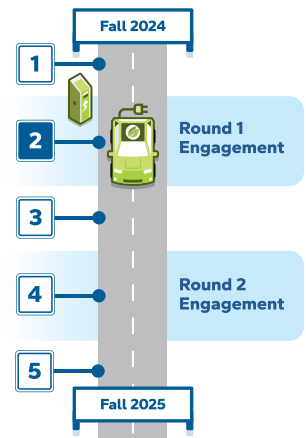 Fall 2024
1
2
Round 1
Engagement
3
4
Round 2
Engagement
5
Fall 2025